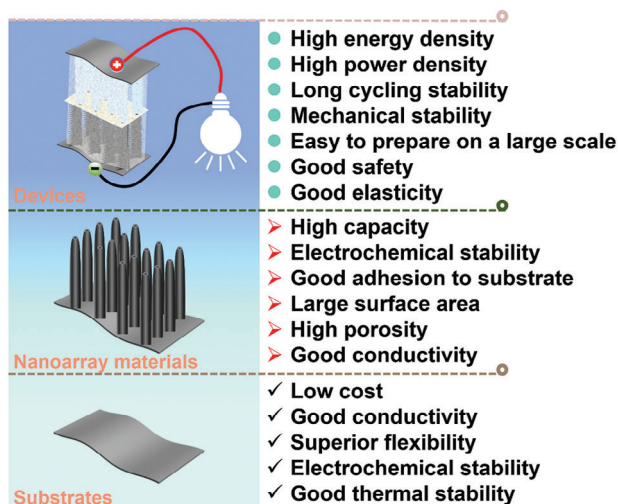 High energy density
High power density
Long cycling stability
Mechanical stability
Easy to prepare on a large scale
Good safety
Good elasticity
Devices
High capacity
Electrochemical stability
Good adhesion to substrate
Large surface area
High porosity
Good conductivity
Nanoarray materials
Low cost
Good conductivity
Superior flexibility
Electrochemical stability
Good thermal stability
Substrates